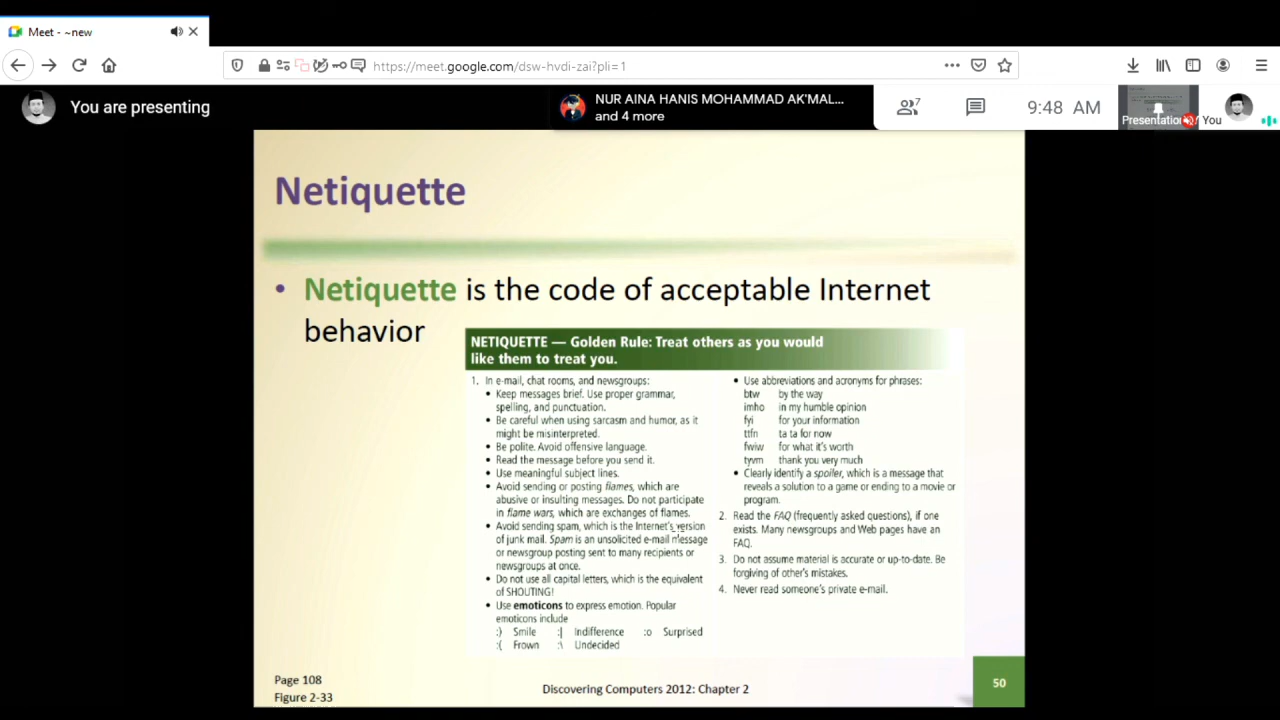 Meet - ~new
https://meet.google.com/dsw-hvdi-zai?pli=1
You are presenting
NUR AINA HANIS MOHAMMAD AK'MAL...
and 4 more
7
9:48 AM
Presentation
You
Netiquette
• Netiquette is the code of acceptable Internet
behavior
NETIQUETTE — Golden Rule: Treat others as you would
like them to treat you.
1. In e-mail, chat rooms, and newsgroups:
• Keep messages brief. Use proper grammar,
spelling, and punctuation.
• Be careful when using sarcasm and humor, as it
might be misinterpreted.
• Be polite. Avoid offensive language.
• Read the message before you send it.
• Use meaningful subject lines.
• Avoid sending or posting flames, which are
abusive or insulting messages. Do not participate
in flame wars, which are exchanges of flames.
• Avoid sending spam, which is the Internet's version
of junk mail. Spam is an unsolicited e-mail message
or newsgroup posting sent to many recipients or
newsgroups at once.
• Do not use all capital letters, which is the equivalent
of SHOUTING!
• Use emoticons to express emotion. Popular
emoticons include
:) Smile :| Indifference :o Surprised
:( Frown :\ Undecided
• Use abbreviations and acronyms for phrases:
btw by the way
imho in my humble opinion
fyi for your information
ttfn ta ta for now
fwiw for what it's worth
tyvm thank you very much
• Clearly identify a spoiler, which is a message that
reveals a solution to a game or ending to a movie or
program.
2. Read the FAQ (frequently asked questions), if one
exists. Many newsgroups and Web pages have an
FAQ.
3. Do not assume material is accurate or up-to-date. Be
forgiving of other's mistakes.
4. Never read someone's private e-mail.
Page 108
Figure 2-33
Discovering Computers 2012: Chapter 2
50